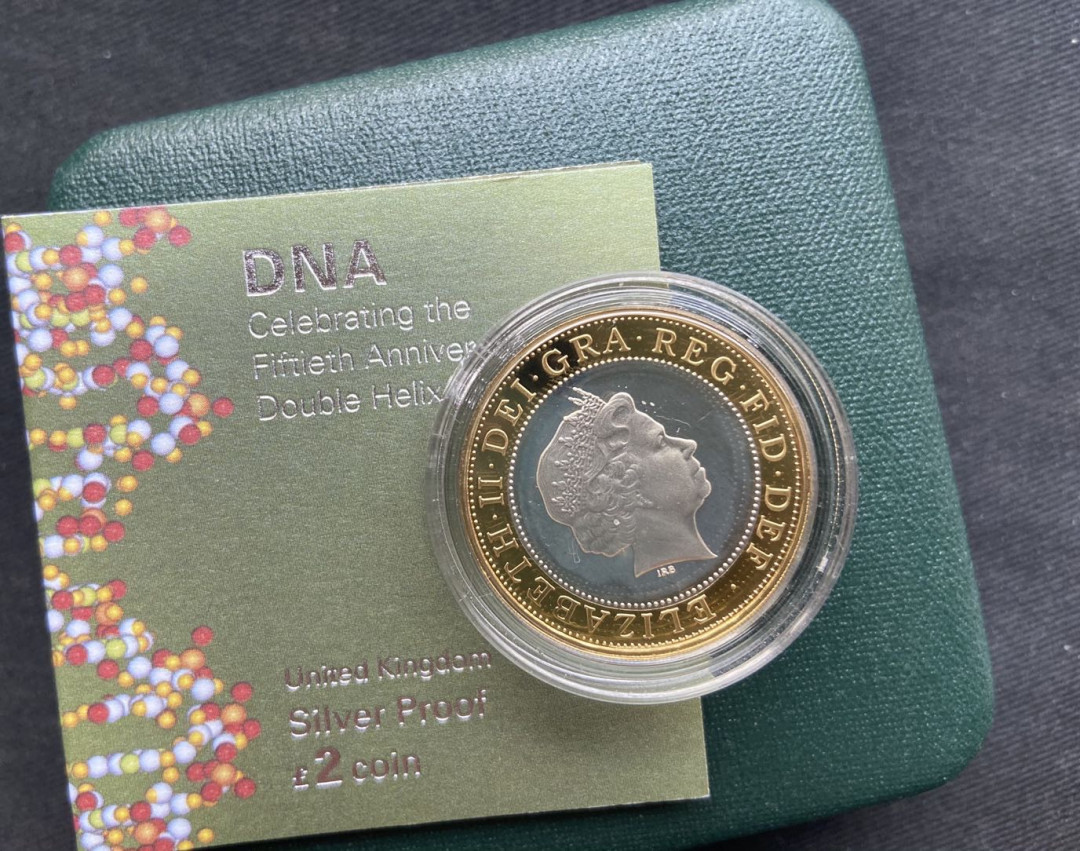 DNA
Celebrating the
Fiftieth Anniver
Double Helix
United Kingdom
Silver Proof
£2 coin
ELIZABETH·II·DEI·GRA·REG·FID·DEF·
IRB